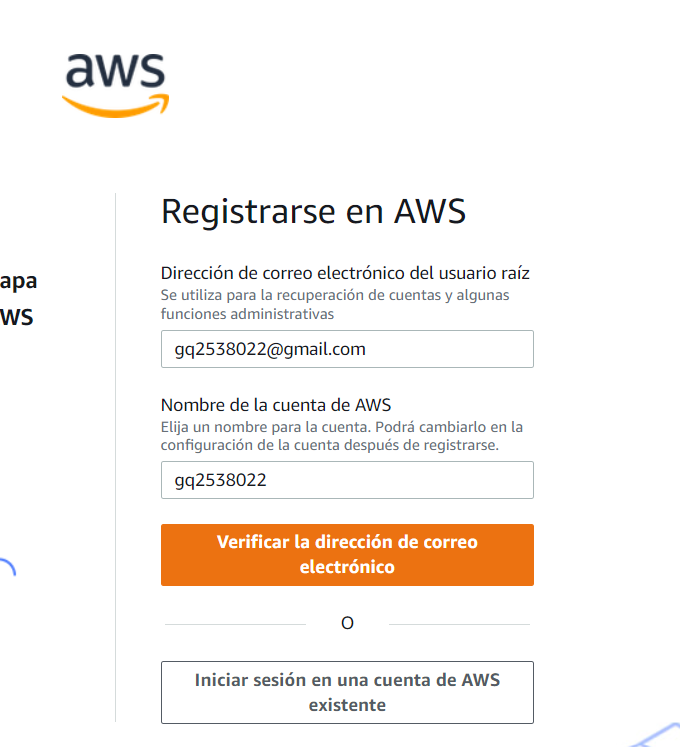 aws
Registrarse en AWS
Dirección de correo electrónico del usuario raíz
apa
Se utiliza para la recuperación de cuentas y algunas
funciones administrativas
WS
gq2538022@gmail.com
Nombre de la cuenta de AWS
Elija un nombre para la cuenta. Podrá cambiarlo en la
configuración de la cuenta después de registrarse.
gq2538022
Verificar la dirección de correo
electrónico
O
Iniciar sesión en una cuenta de AWS
existente